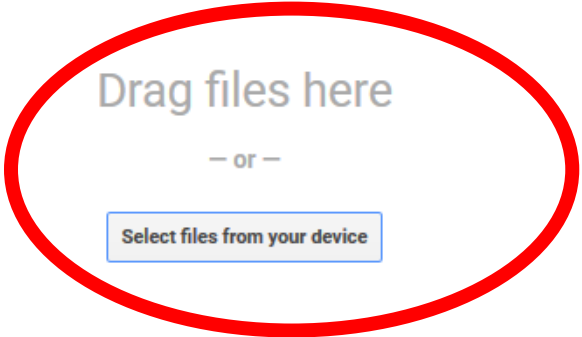 Drag files here
— or —
Select files from your device